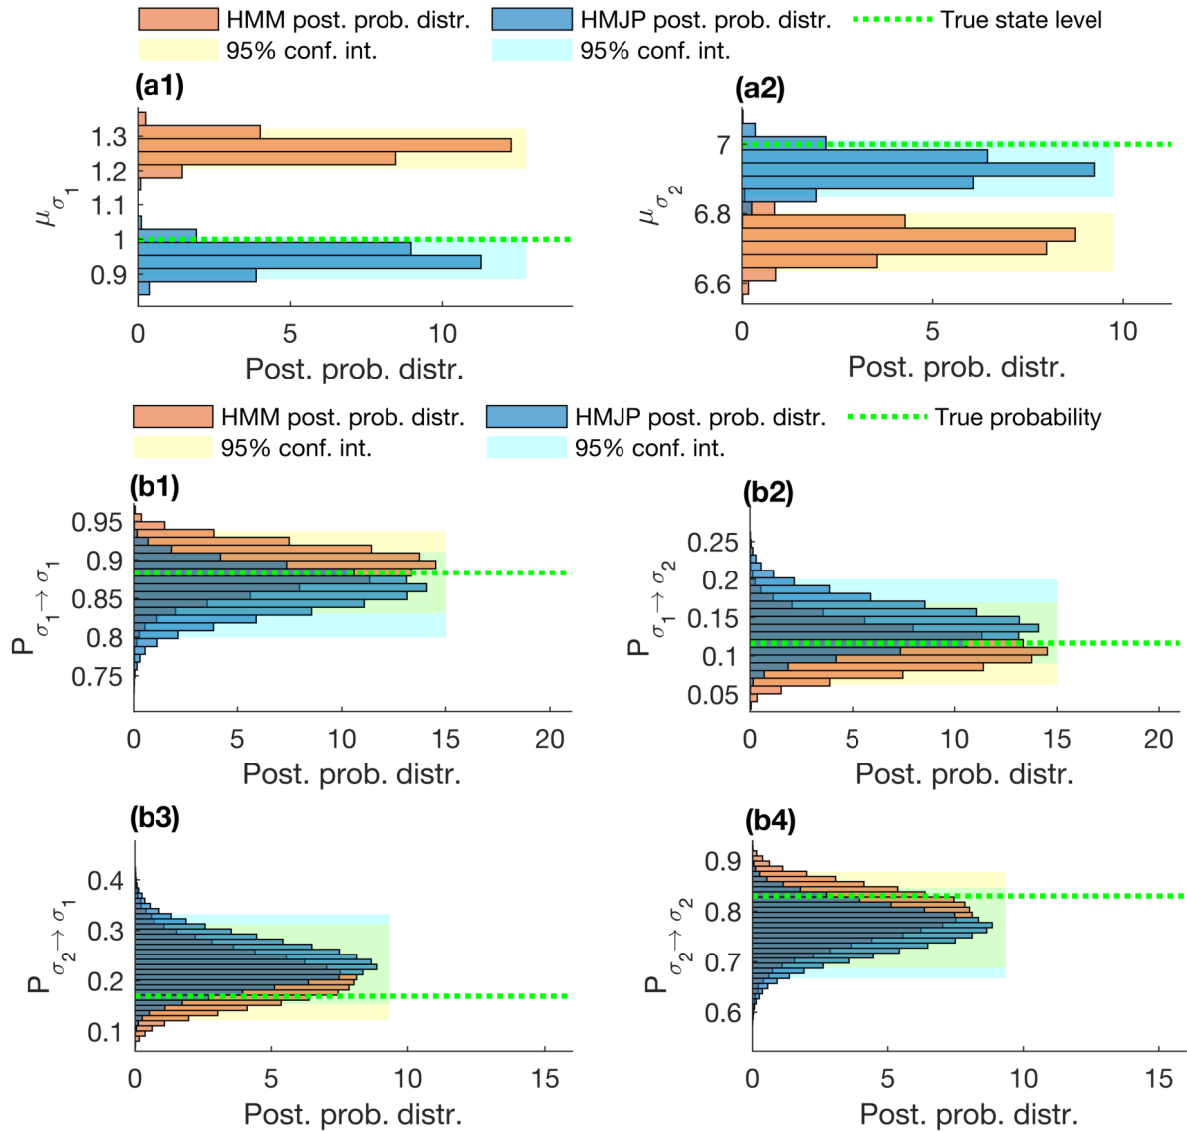 HMM post. prob. distr. HMJP post. prob. distr. True state level
95% conf. int. 95% conf. int.
(a1)
1.3
1.2
1.1
1
0.9
μσ1
0 5 10
Post. prob. distr.
(a2)
7
6.8
6.6
μσ2
0 5 10
Post. prob. distr.
HMM post. prob. distr. HMJP post. prob. distr. True probability
95% conf. int. 95% conf. int.
(b1)
0.95
0.9
0.85
0.8
0.75
P σ1→σ1
0 5 10 15 20
Post. prob. distr.
(b2)
0.25
0.2
0.15
0.1
0.05
P σ1→σ2
0 5 10 15 20
Post. prob. distr.
(b3)
0.4
0.3
0.2
0.1
P σ2→σ1
0 5 10 15
Post. prob. distr.
(b4)
0.9
0.8
0.7
0.6
P σ2→σ2
0 5 10 15
Post. prob. distr.